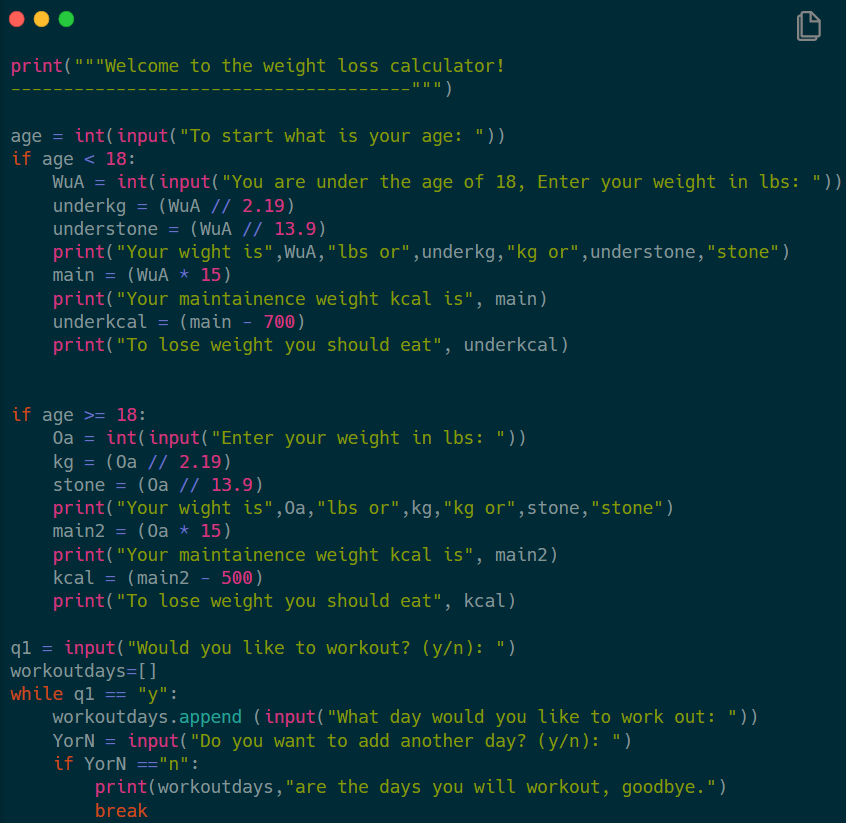 print("""Welcome to the weight loss calculator!
--------------------------------------""")
age = int(input("To start what is your age: "))
if age < 18:
    WuA = int(input("You are under the age of 18, Enter your weight in lbs: "))
    underkg = (WuA // 2.19)
    understone = (WuA // 13.9)
    print("Your wight is",WuA,"lbs or",underkg,"kg or",understone,"stone")
    main = (WuA * 15)
    print("Your maintainence weight kcal is", main)
    underkcal = (main - 700)
    print("To lose weight you should eat", underkcal)
if age >= 18:
    Oa = int(input("Enter your weight in lbs: "))
    kg = (Oa // 2.19)
    stone = (Oa // 13.9)
    print("Your wight is",Oa,"lbs or",kg,"kg or",stone,"stone")
    main2 = (Oa * 15)
    print("Your maintainence weight kcal is", main2)
    kcal = (main2 - 500)
    print("To lose weight you should eat", kcal)
q1 = input("Would you like to workout? (y/n): ")
workoutdays=[]
while q1 == "y":
    workoutdays.append (input("What day would you like to work out: "))
    YorN = input("Do you want to add another day? (y/n): ")
    if YorN =="n":
        print(workoutdays,"are the days you will workout, goodbye.")
        break